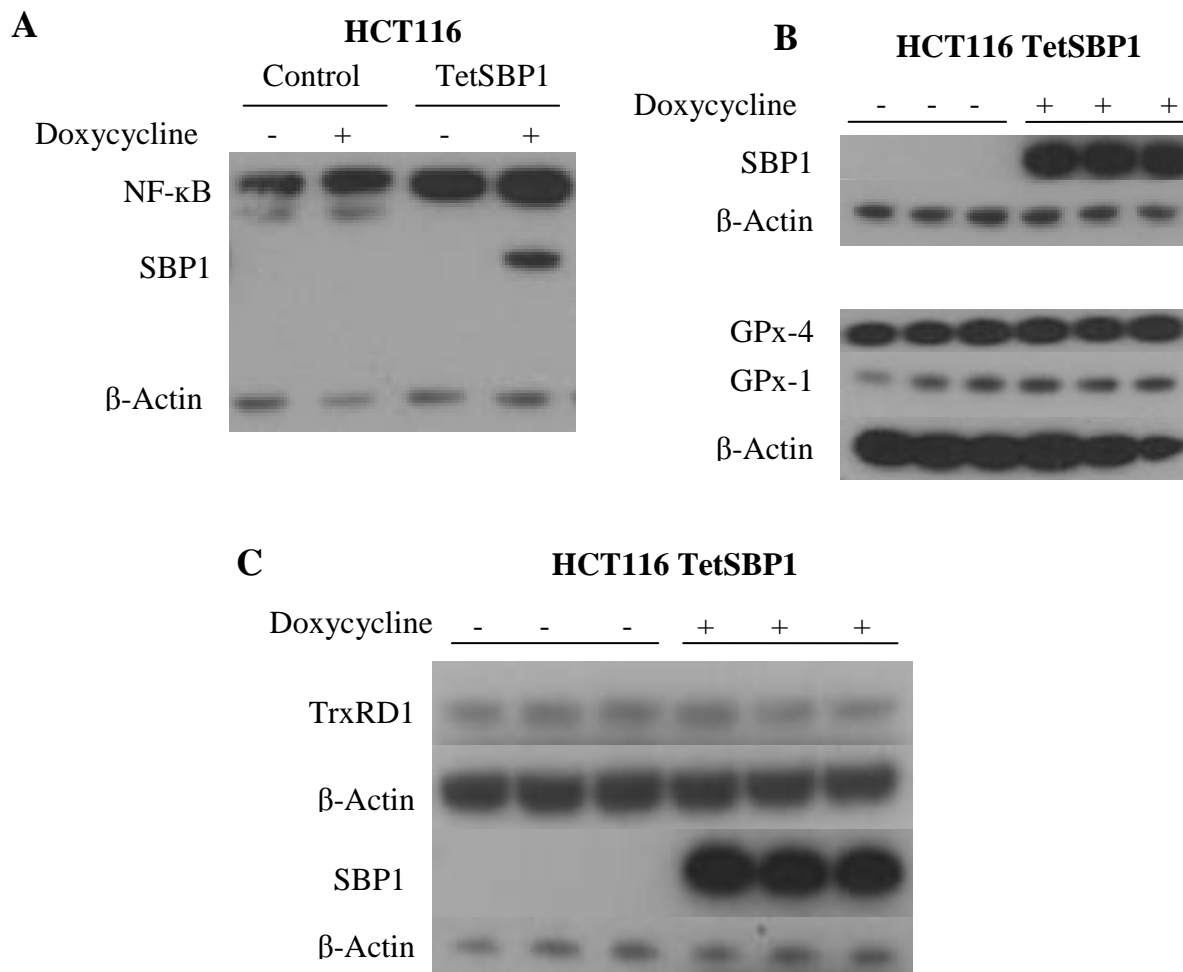 A
HCT116
Control TetSBP1
Doxycycline - + - +
NF-κB
SBP1
β-Actin
B
HCT116 TetSBP1
Doxycycline - - - + + +
SBP1
β-Actin
GPx-4
GPx-1
β-Actin
C
HCT116 TetSBP1
Doxycycline - - - + + +
TrxRD1
β-Actin
SBP1
β-Actin